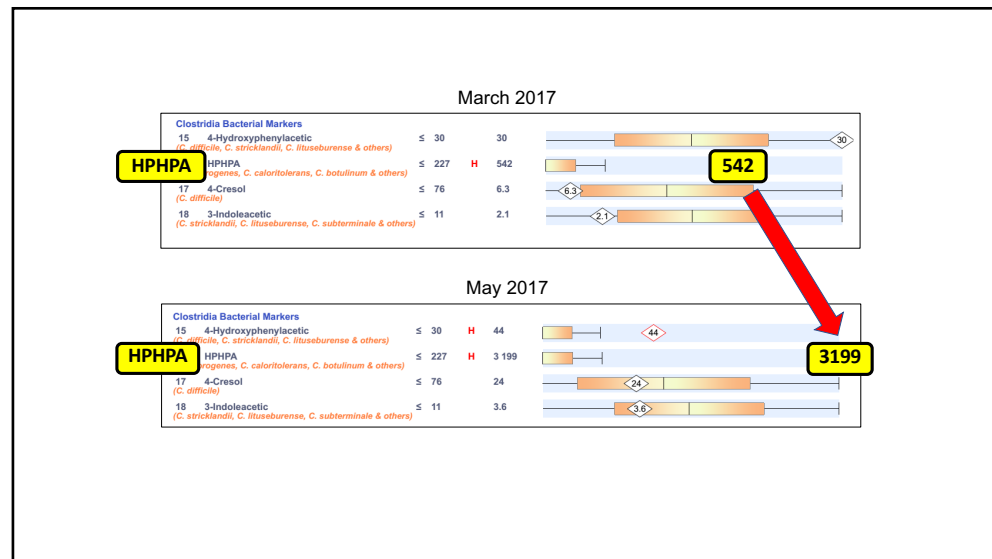 March 2017
Clostridia Bacterial Markers
15 4-Hydroxyphenylacetic ≤ 30 30 30
(C. difficile, C. stricklandii, C. lituseburense & others)
HPHPA HPHPA ≤ 227 H 542 542
C. caloritolerans, C. botulinum & others)
17 4-Cresol ≤ 76 6.3 6.3
(C. difficile)
18 3-Indoleacetic ≤ 11 2.1 2.1
(C. stricklandii, C. lituseburense, C. subterminale & others)
May 2017
Clostridia Bacterial Markers
15 4-Hydroxyphenylacetic ≤ 30 H 44 44
(C. difficile, C. stricklandii, C. lituseburense & others)
HPHPA HPHPA ≤ 227 H 3 199 3199
C. caloritolerans, C. botulinum & others)
17 4-Cresol ≤ 76 24 24
(C. difficile)
18 3-Indoleacetic ≤ 11 3.6 3.6
(C. stricklandii, C. lituseburense, C. subterminale & others)